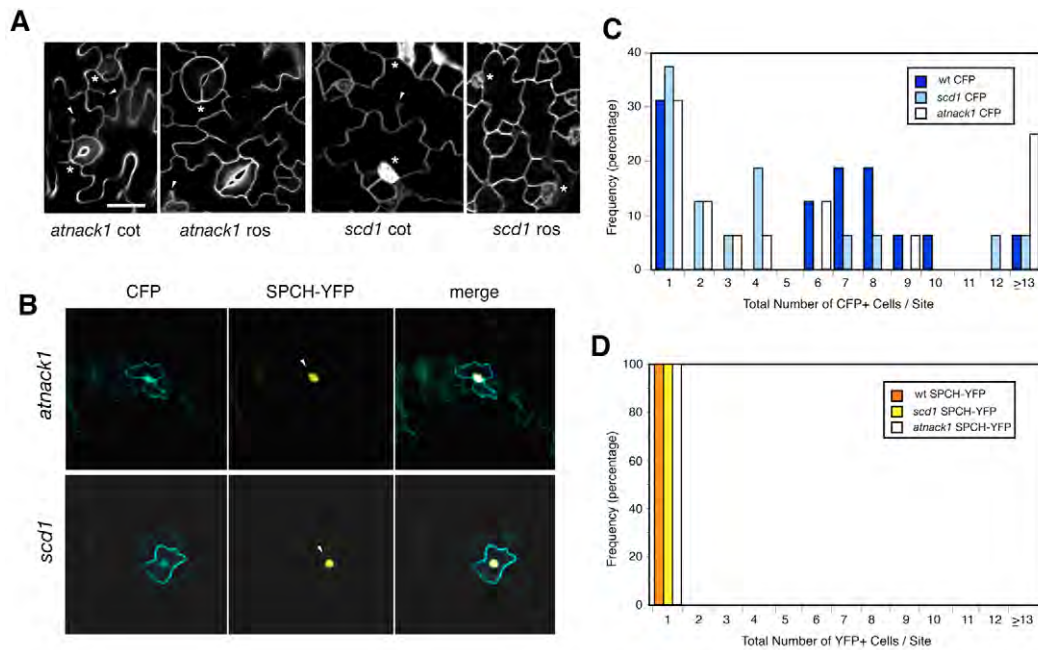 A
* * * * * * *
atnack1 cot
atnack1 ros
scd1 cot
scd1 ros
B
CFP
SPCH-YFP
merge
atnack1
scd1
C
Frequency (percentage)
40
30
20
10
0
wt CFP
scd1 CFP
atnack1 CFP
1 2 3 4 5 6 7 8 9 10 11 12 ≥13
Total Number of CFP+ Cells / Site
D
Frequency (percentage)
100
80
60
40
20
0
wt SPCH-YFP
scd1 SPCH-YFP
atnack1 SPCH-YFP
1 2 3 4 5 6 7 8 9 10 11 12 ≥13
Total Number of YFP+ Cells / Site